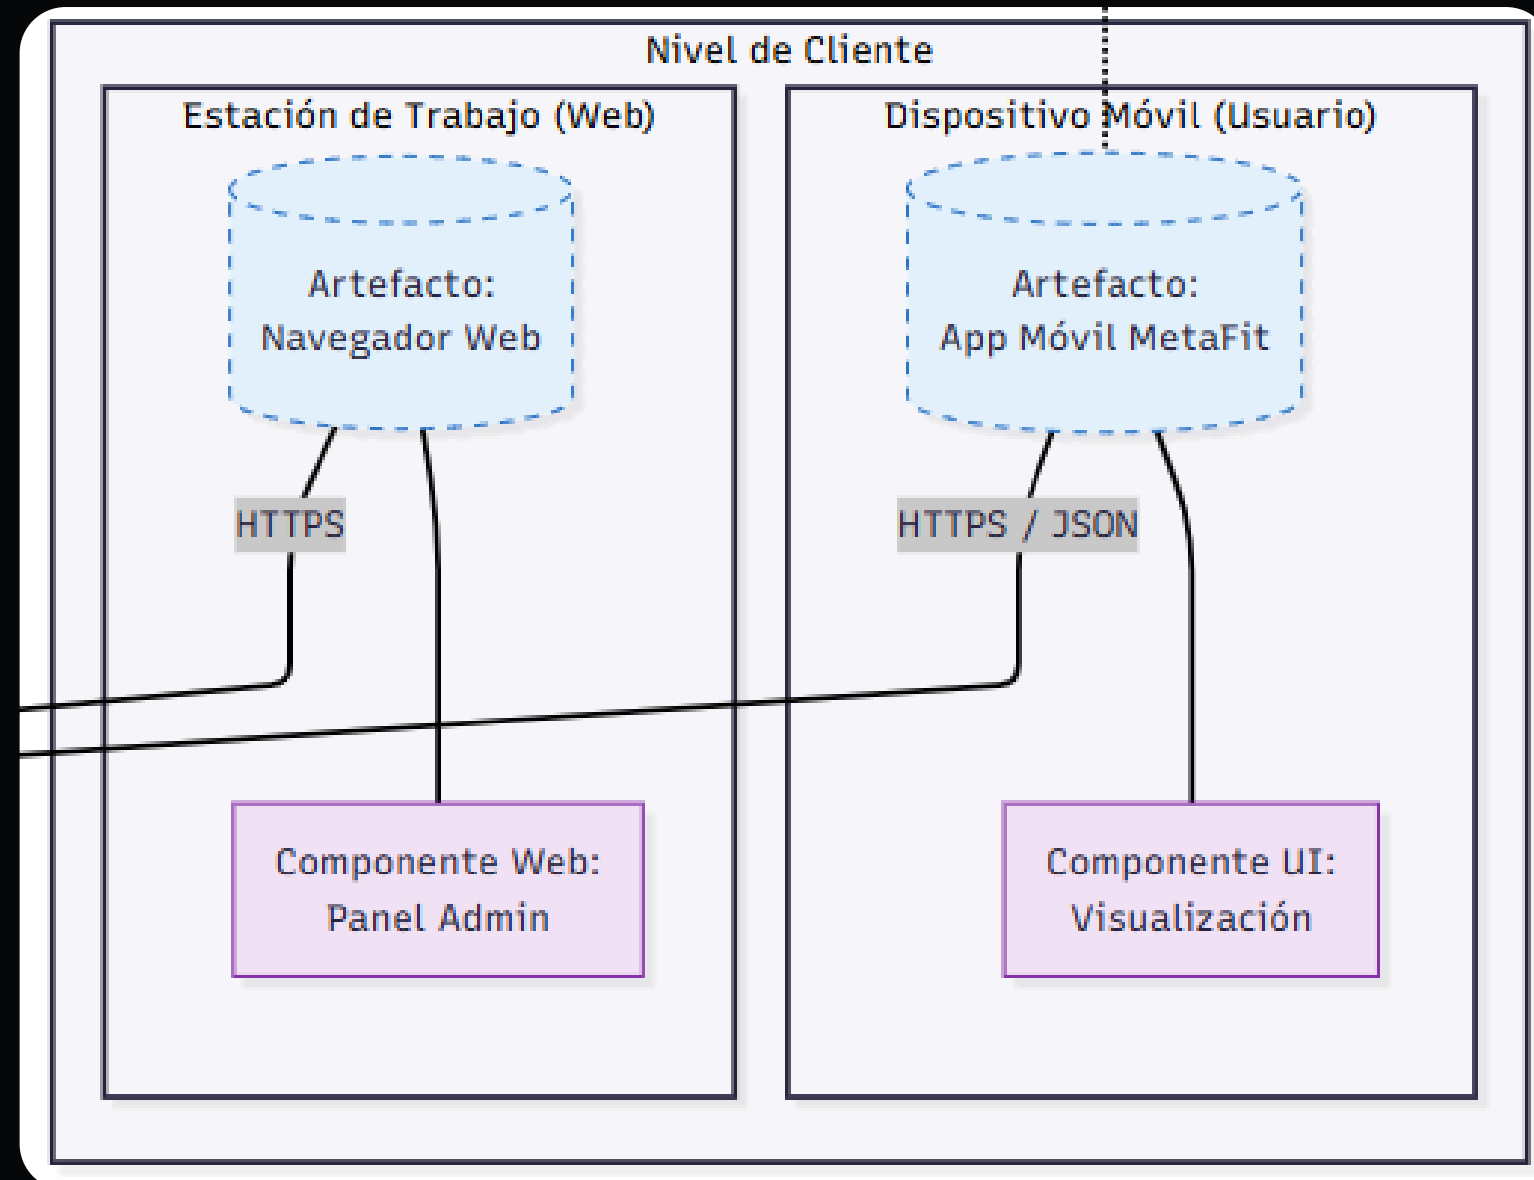 Nivel de Cliente
Estación de Trabajo (Web)
Artefacto:
Navegador Web
HTTPS
Componente Web:
Panel Admin
Dispositivo Móvil (Usuario)
Artefacto:
App Móvil MetaFit
HTTPS / JSON
Componente UI:
Visualización